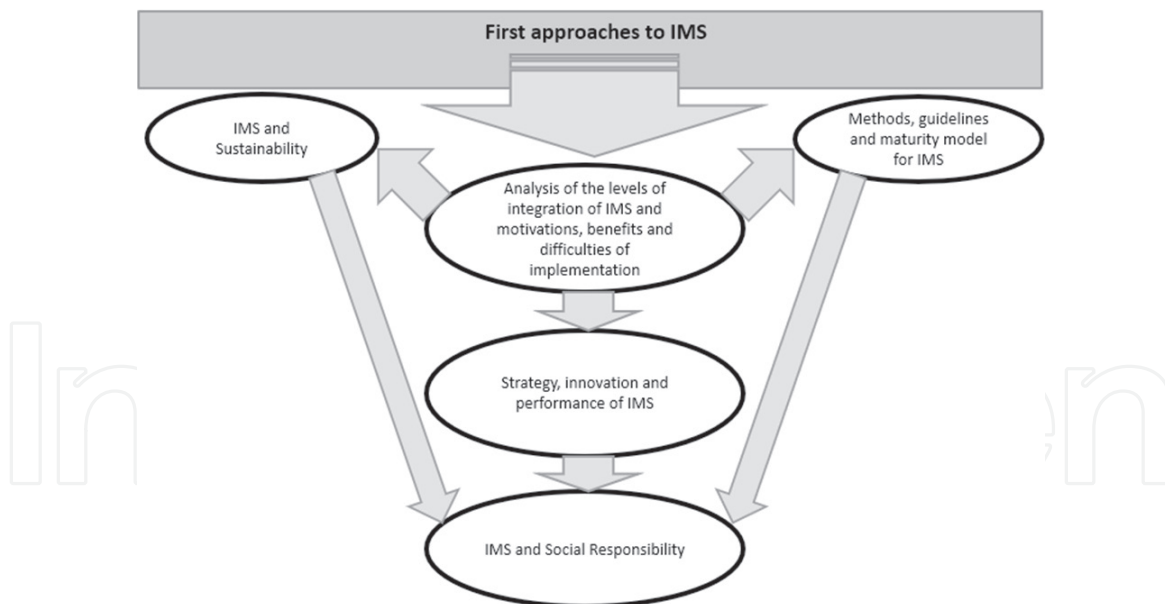 First approaches to IMS
IMS and
Sustainability
Methods, guidelines
and maturity model
for IMS
Analysis of the levels of
integration of IMS and
motivations, benefits and
difficulties of
implementation
Strategy, innovation and
performance of IMS
IMS and Social Responsibility